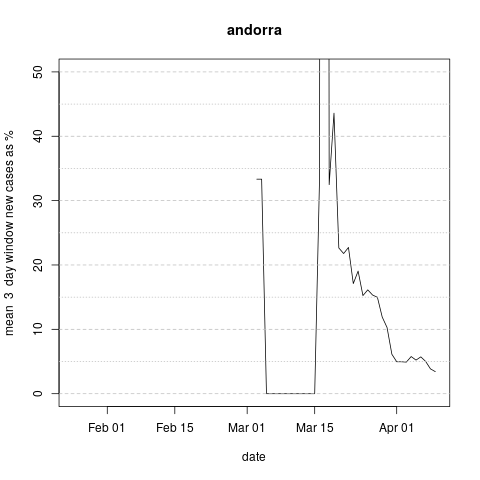 andorra
mean 3 day window new cases as %
50
40
30
20
10
0
Feb 01
Feb 15
Mar 01
Mar 15
Apr 01
date